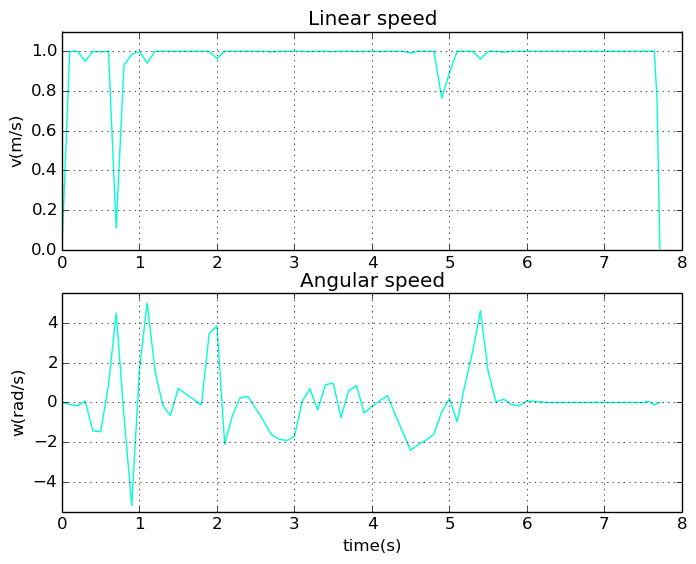 Linear speed
1.0
0.8
0.6
0.4
0.2
0.0
v(m/s)
0 1 2 3 4 5 6 7 8
Angular speed
4
2
0
−2
−4
w(rad/s)
0 1 2 3 4 5 6 7 8
time(s)